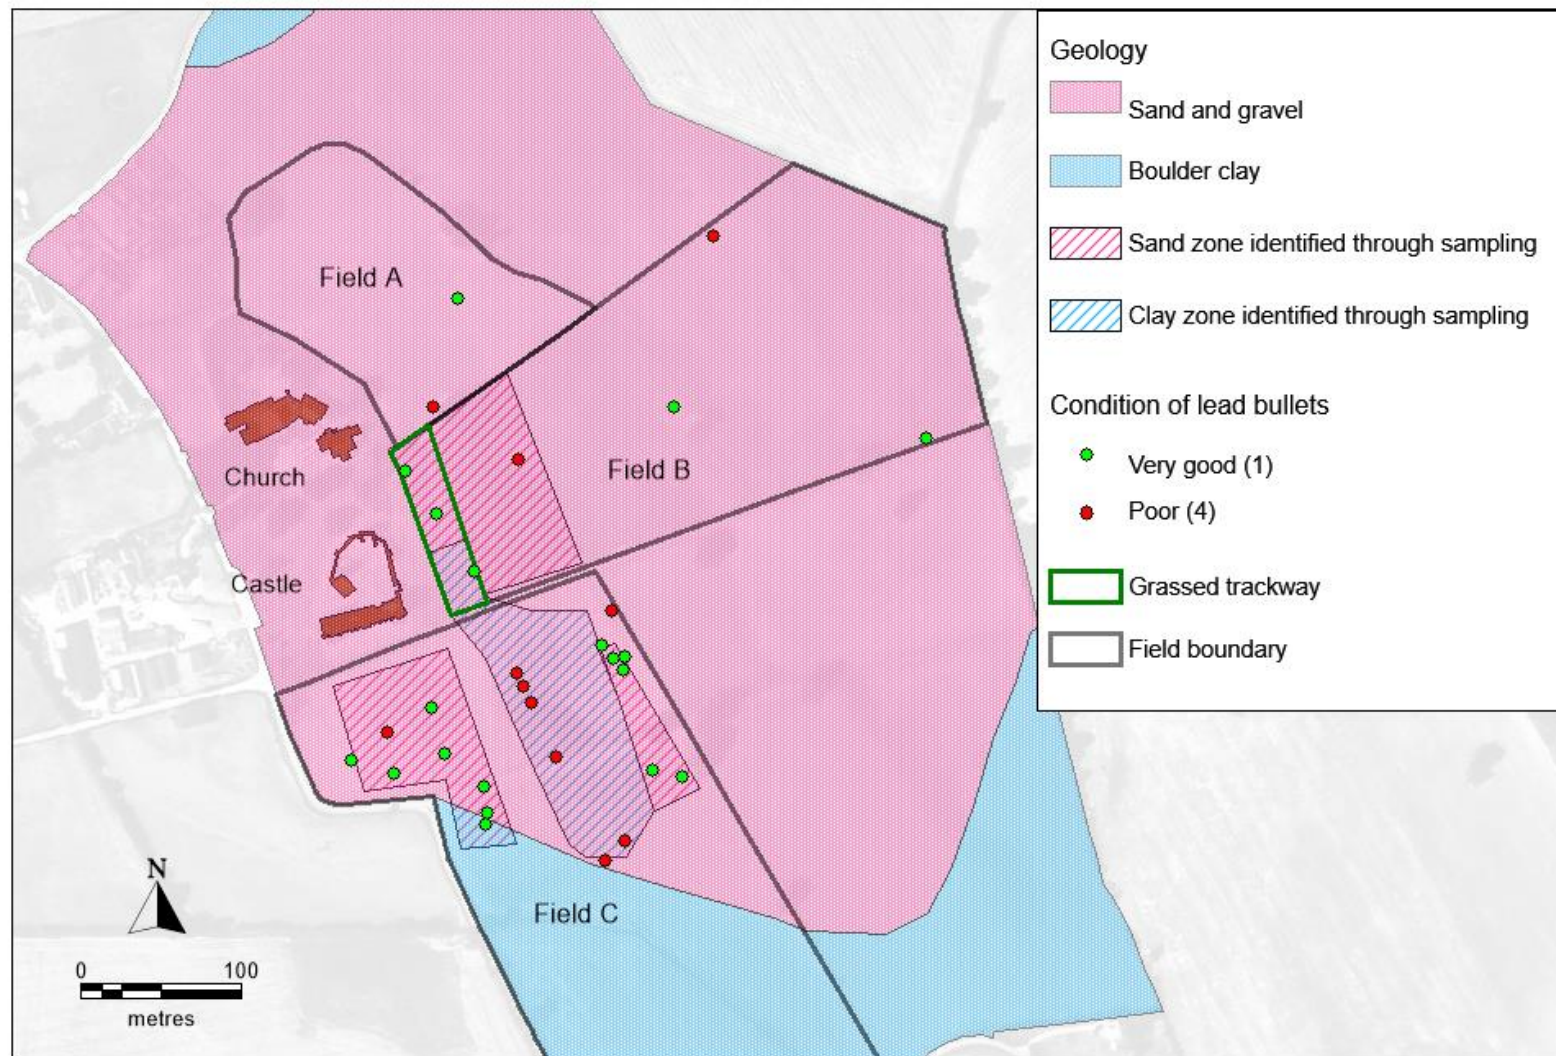 Geology
Sand and gravel
Boulder clay
Sand zone identified through sampling
Clay zone identified through sampling
Condition of lead bullets
Very good (1)
Poor (4)
Grassed trackway
Field boundary
Field A
Church
Field B
Castle
Field C
N
0 100
metres